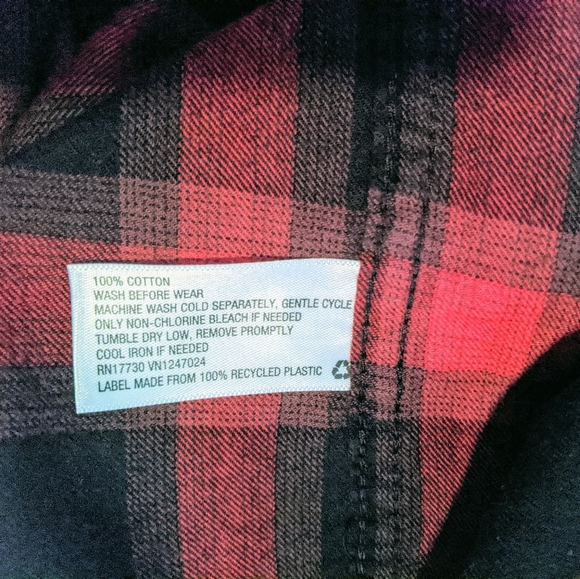 100% COTTON
WASH BEFORE WEAR
MACHINE WASH COLD SEPARATELY, GENTLE CYCLE
ONLY NON-CHLORINE BLEACH IF NEEDED
TUMBLE DRY LOW, REMOVE PROMPTLY
COOL IRON IF NEEDED
RN17730 VN1247024
LABEL MADE FROM 100% RECYCLED PLASTIC